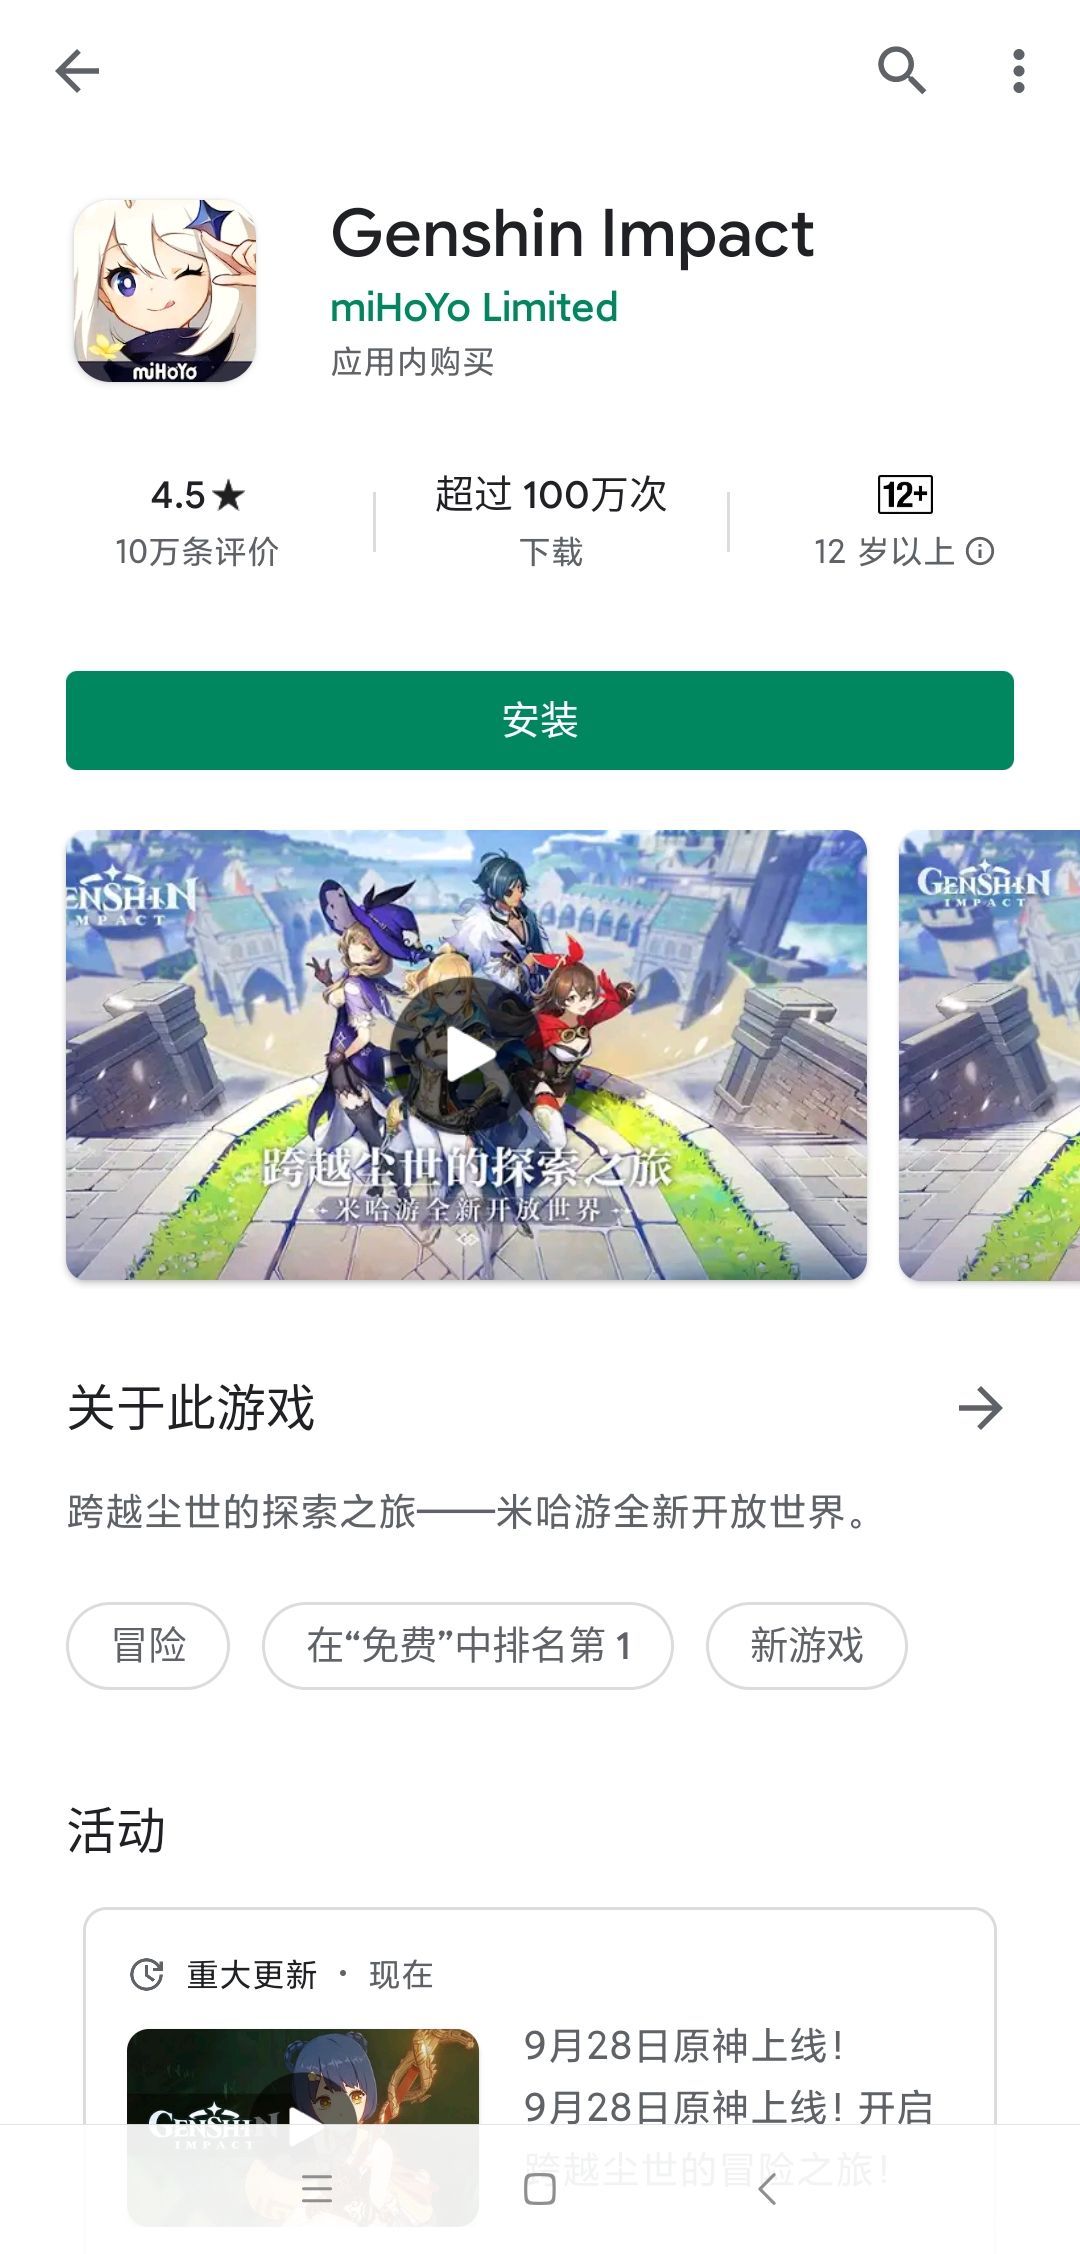 Genshin Impact
miHoYo Limited
应用内购买
miHoYo
4.5★
10万条评价
超过 100万次
下载
12+
12 岁以上
安装
ENSHIN
IMPACT
跨越尘世的探索之旅
米哈游全新开放世界
GENSHIN
IMPACT
关于此游戏
跨越尘世的探索之旅——米哈游全新开放世界。
冒险
在“免费”中排名第 1
新游戏
活动
重大更新 · 现在
GENSHIN
IMPACT
9月28日原神上线！
9月28日原神上线！开启
跨越尘世的冒险之旅！